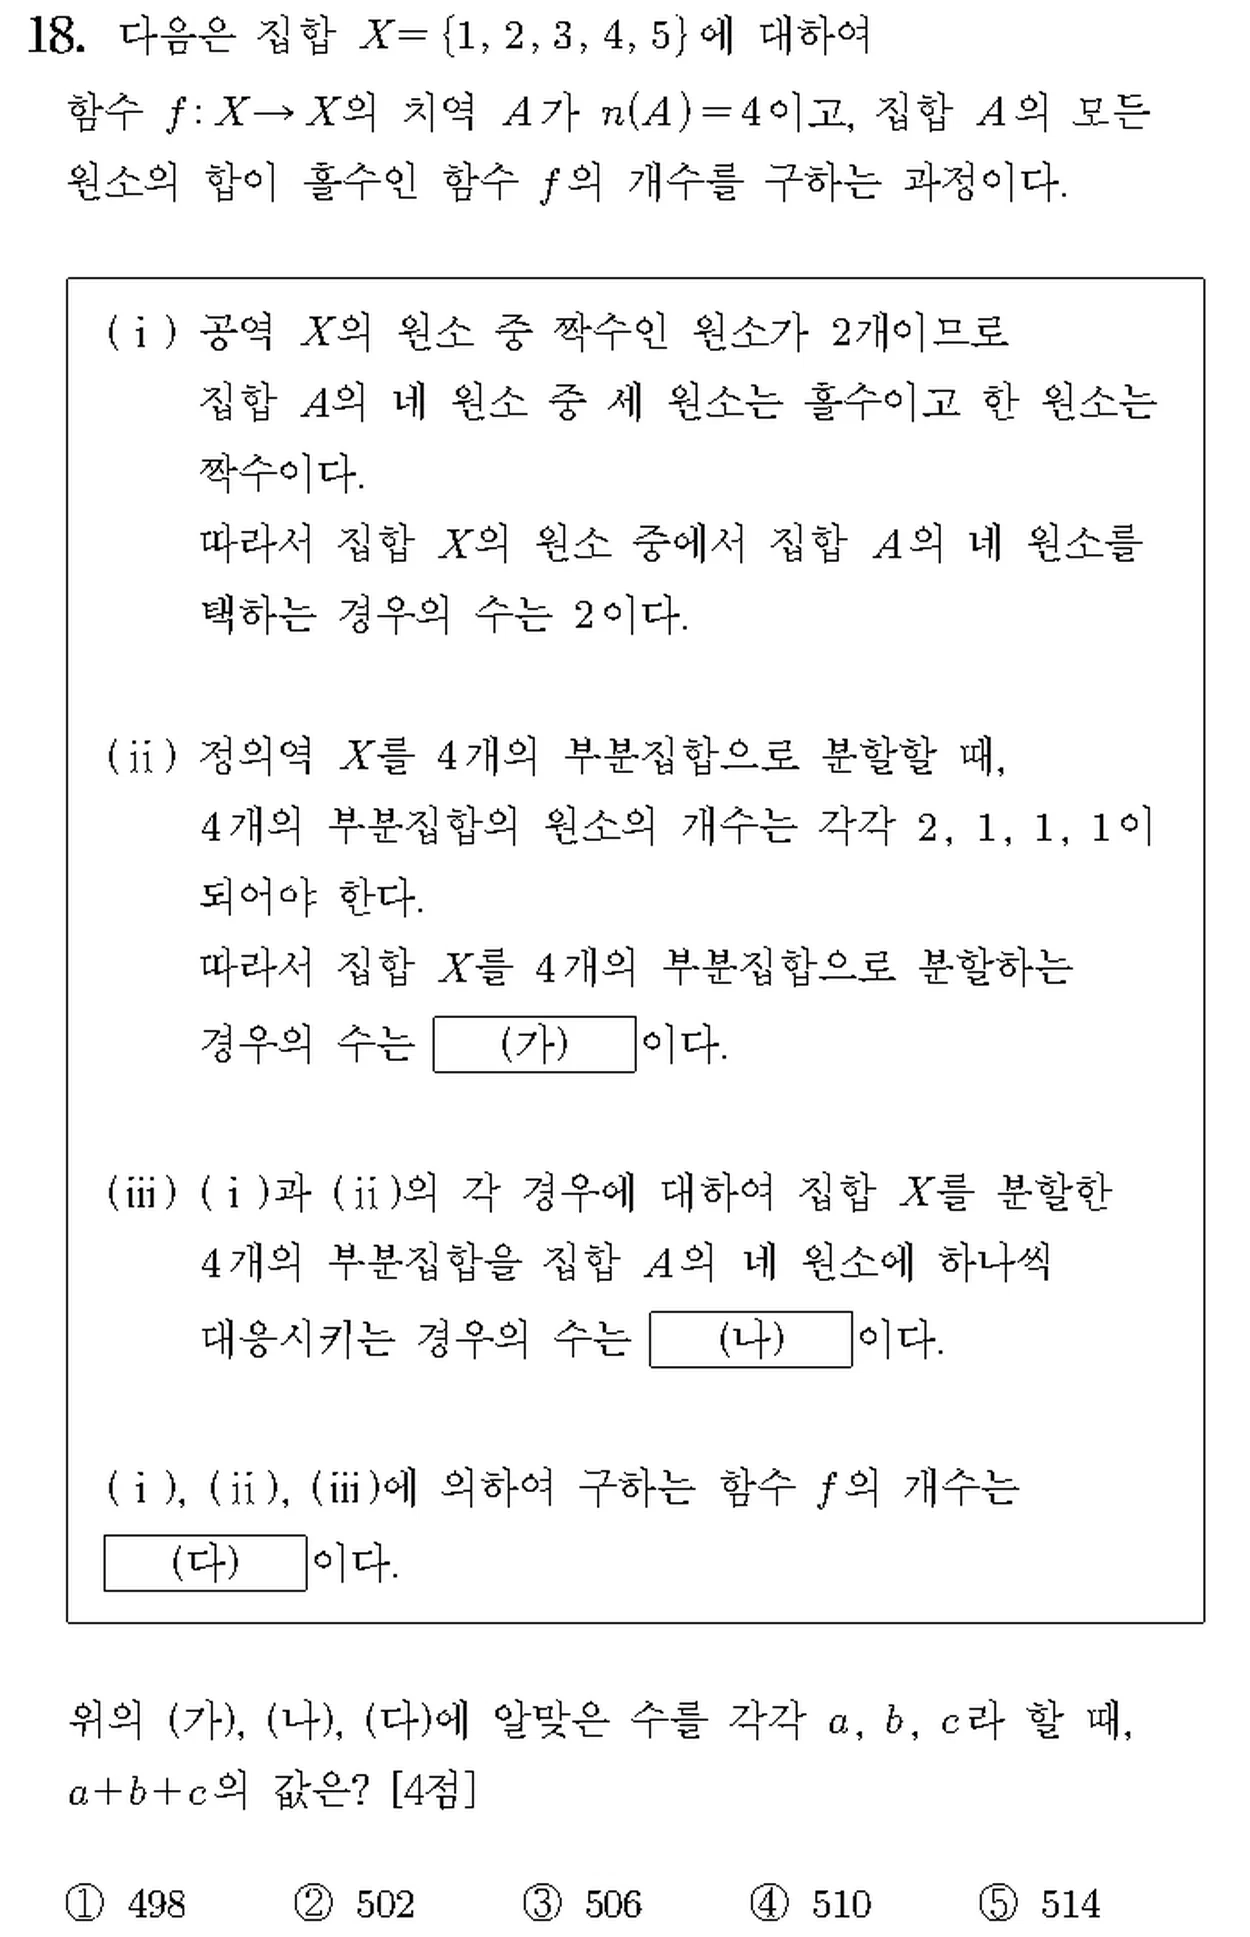 18. 다음은 집합 X={1, 2, 3, 4, 5}에 대하여
함수 f:X→X의 치역 A가 n(A)=4이고, 집합 A의 모든
원소의 합이 홀수인 함수 f의 개수를 구하는 과정이다.
(ⅰ) 공역 X의 원소 중 짝수인 원소가 2개이므로
집합 A의 네 원소 중 세 원소는 홀수이고 한 원소는
짝수이다.
따라서 집합 X의 원소 중에서 집합 A의 네 원소를
택하는 경우의 수는 2이다.
(ⅱ) 정의역 X를 4개의 부분집합으로 분할할 때,
4개의 부분집합의 원소의 개수는 각각 2, 1, 1, 1이
되어야 한다.
따라서 집합 X를 4개의 부분집합으로 분할하는
경우의 수는 (가) 이다.
(ⅲ) (ⅰ)과 (ⅱ)의 각 경우에 대하여 집합 X를 분할한
4개의 부분집합을 집합 A의 네 원소에 하나씩
대응시키는 경우의 수는 (나) 이다.
(ⅰ), (ⅱ), (ⅲ)에 의하여 구하는 함수 f의 개수는
(다) 이다.
위의 (가), (나), (다)에 알맞은 수를 각각 a, b, c라 할 때,
a+b+c의 값은? [4점]
① 498 ② 502 ③ 506 ④ 510 ⑤ 514